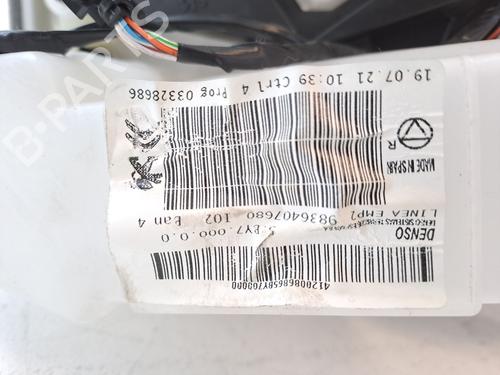 19.07.21 10:39 Ctrl 4 Prog 03328686
R
MADE IN SPAIN
DENSO
LINEA EMP2
9836407680 102 Ean 4
S.EY7.000.0.0
B-PARTS